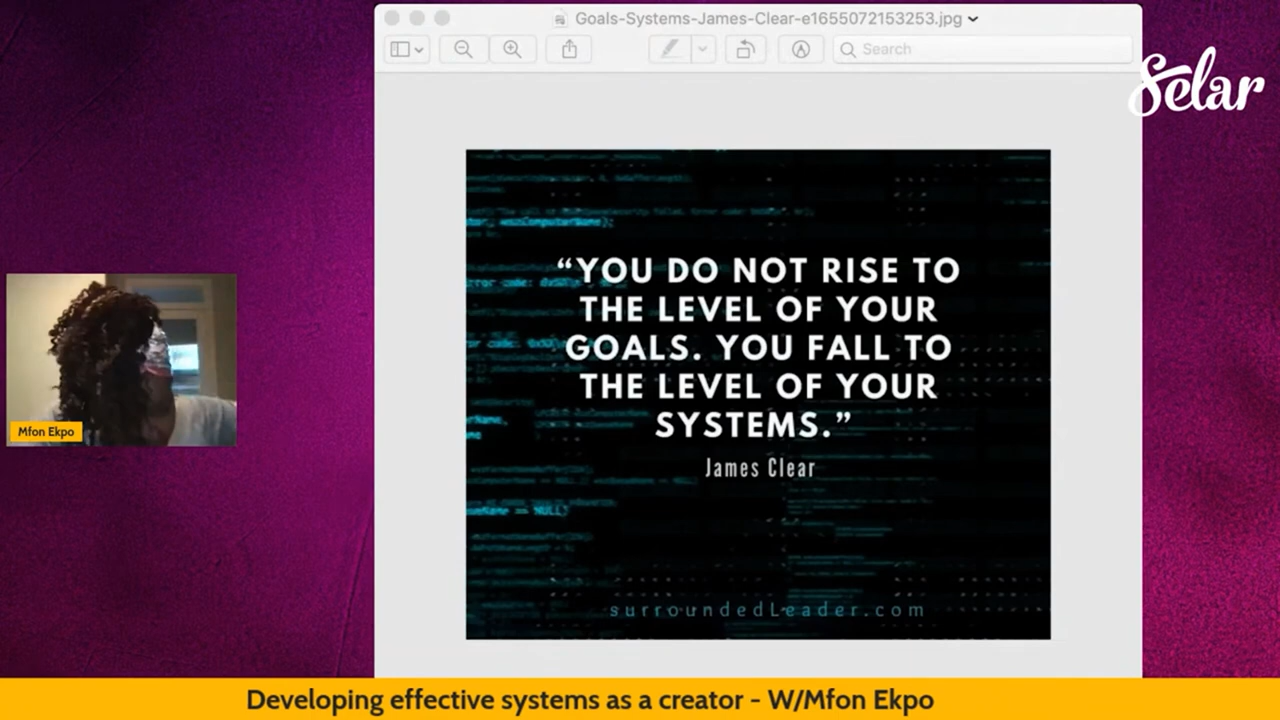 Goals-Systems-James-Clear-e1655072153253.jpg
Search
Selar
“YOU DO NOT RISE TO
THE LEVEL OF YOUR
GOALS. YOU FALL TO
THE LEVEL OF YOUR
SYSTEMS.”
James Clear
surroundedLeader.com
Mfon Ekpo
Developing effective systems as a creator - W/Mfon Ekpo